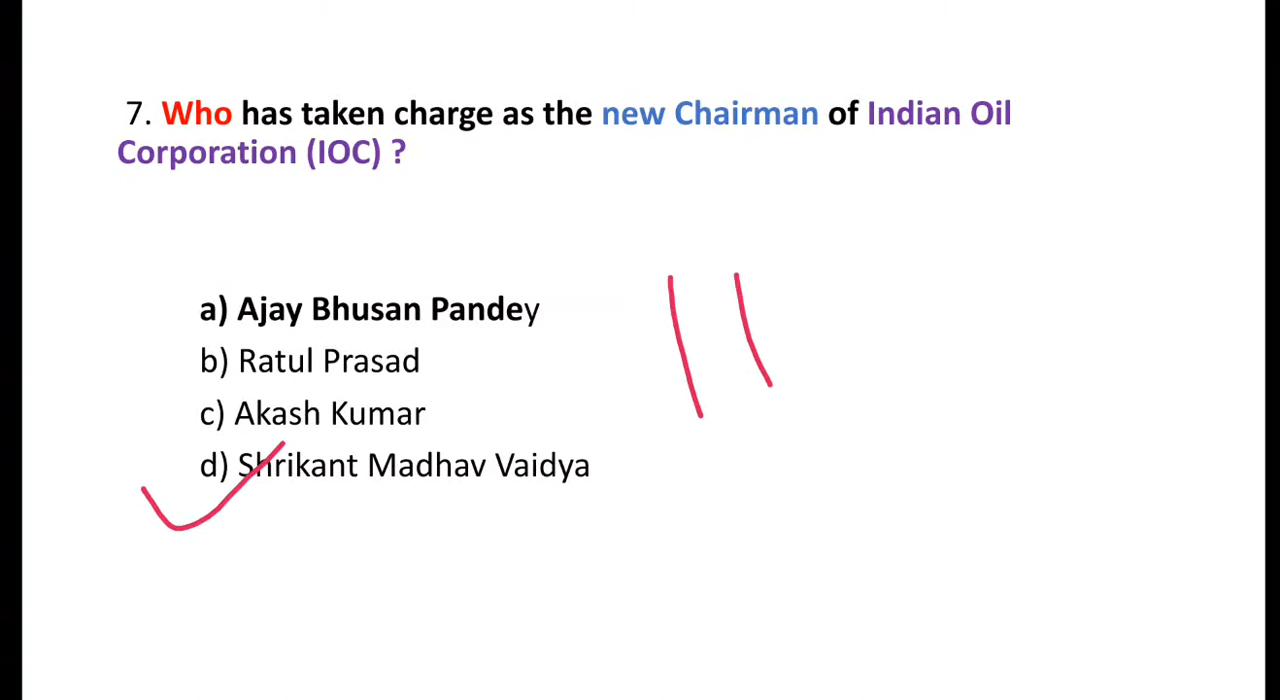 7. Who has taken charge as the new Chairman of Indian Oil
Corporation (IOC) ?
a) Ajay Bhusan Pandey
b) Ratul Prasad
c) Akash Kumar
d) Shrikant Madhav Vaidya